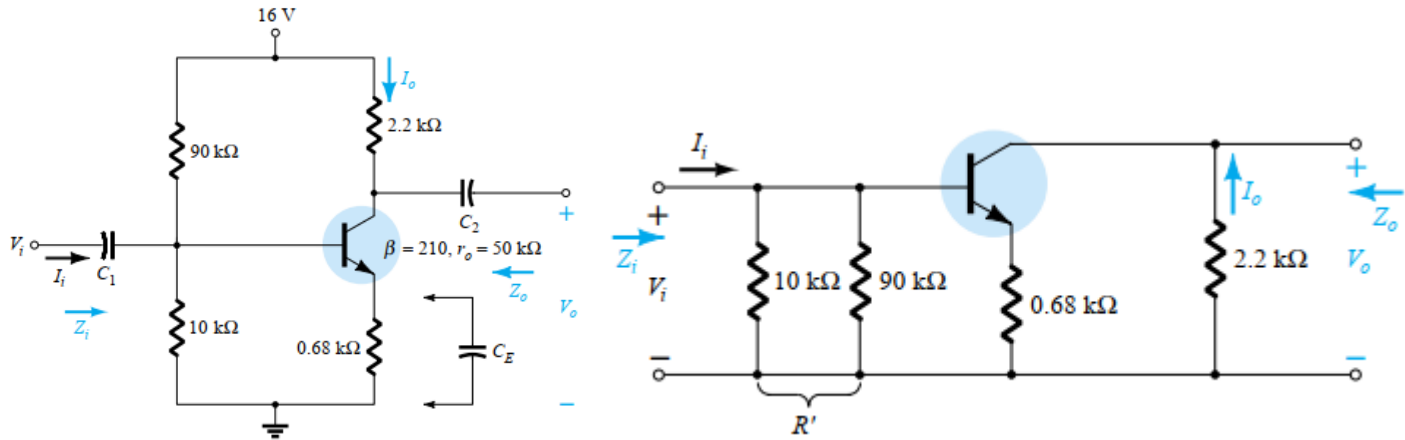 16 V
I_o
2.2 kΩ
90 kΩ
C_2
+
V_i
I_i
C_1
β = 210, r_o = 50 kΩ
Z_o
V_o
Z_i
10 kΩ
0.68 kΩ
C_E
−
I_i
+
Z_i
V_i
−
10 kΩ
90 kΩ
R'
0.68 kΩ
I_o
2.2 kΩ
+
Z_o
V_o
−